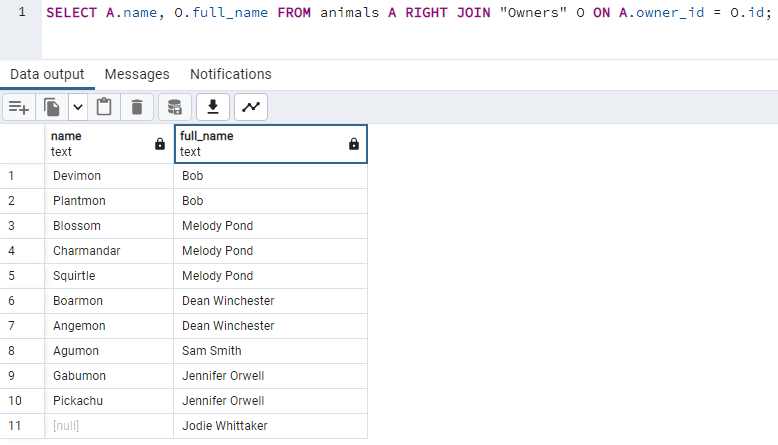 1 SELECT A.name, O.full_name FROM animals A RIGHT JOIN "Owners" O ON A.owner_id = O.id;
Data output Messages Notifications
name full_name
text text
1 Devimon Bob
2 Plantmon Bob
3 Blossom Melody Pond
4 Charmandar Melody Pond
5 Squirtle Melody Pond
6 Boarmon Dean Winchester
7 Angemon Dean Winchester
8 Agumon Sam Smith
9 Gabumon Jennifer Orwell
10 Pickachu Jennifer Orwell
11 [null] Jodie Whittaker